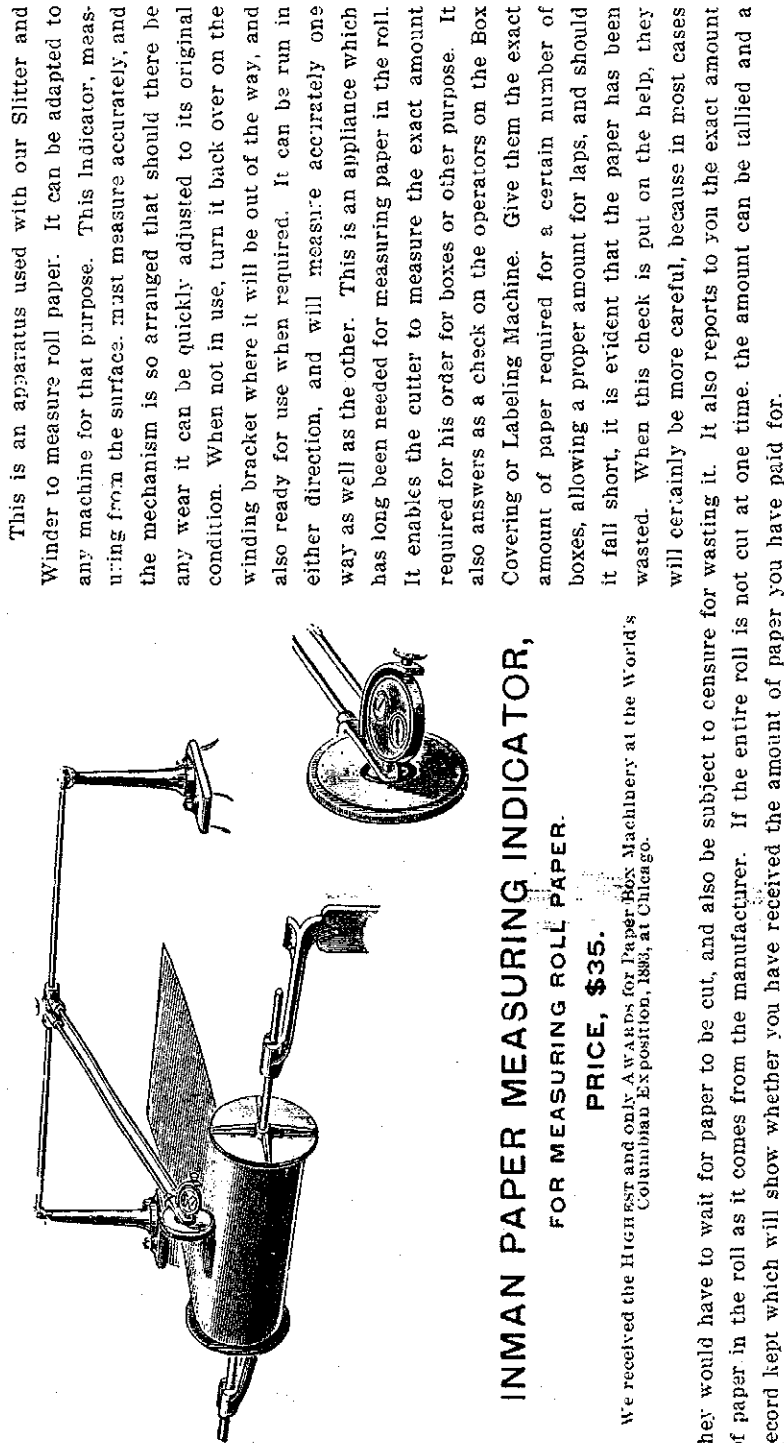 INMAN PAPER MEASURING INDICATOR,
FOR MEASURING ROLL PAPER.
PRICE, $35.
We received the HIGHEST and only AWARDS for Paper Box Machinery at the World's
Columbian Exposition, 1893, at Chicago.
This is an apparatus used with our Slitter and
Winder to measure roll paper. It can be adapted to
any machine for that purpose. This Indicator, meas-
uring from the surface, must measure accurately, and
the mechanism is so arranged that should there be
any wear it can be quickly adjusted to its original
condition. When not in use, turn it back over on the
winding bracket where it will be out of the way, and
also ready for use when required. It can be run in
either direction, and will measure accurately one
way as well as the other. This is an appliance which
has long been needed for measuring paper in the roll.
It enables the cutter to measure the exact amount
required for his order for boxes or other purpose. It
also answers as a check on the operators on the Box
Covering or Labeling Machine. Give them the exact
amount of paper required for a certain number of
boxes, allowing a proper amount for laps, and should
it fall short, it is evident that the paper has been
wasted. When this check is put on the help, they
will certainly be more careful, because in most cases
hey would have to wait for paper to be cut, and also be subject to censure for wasting it. It also reports to you the exact amount
f paper in the roll as it comes from the manufacturer. If the entire roll is not cut at one time, the amount can be tallied and a
ecord kept which will show whether you have received the amount of paper you have paid for.